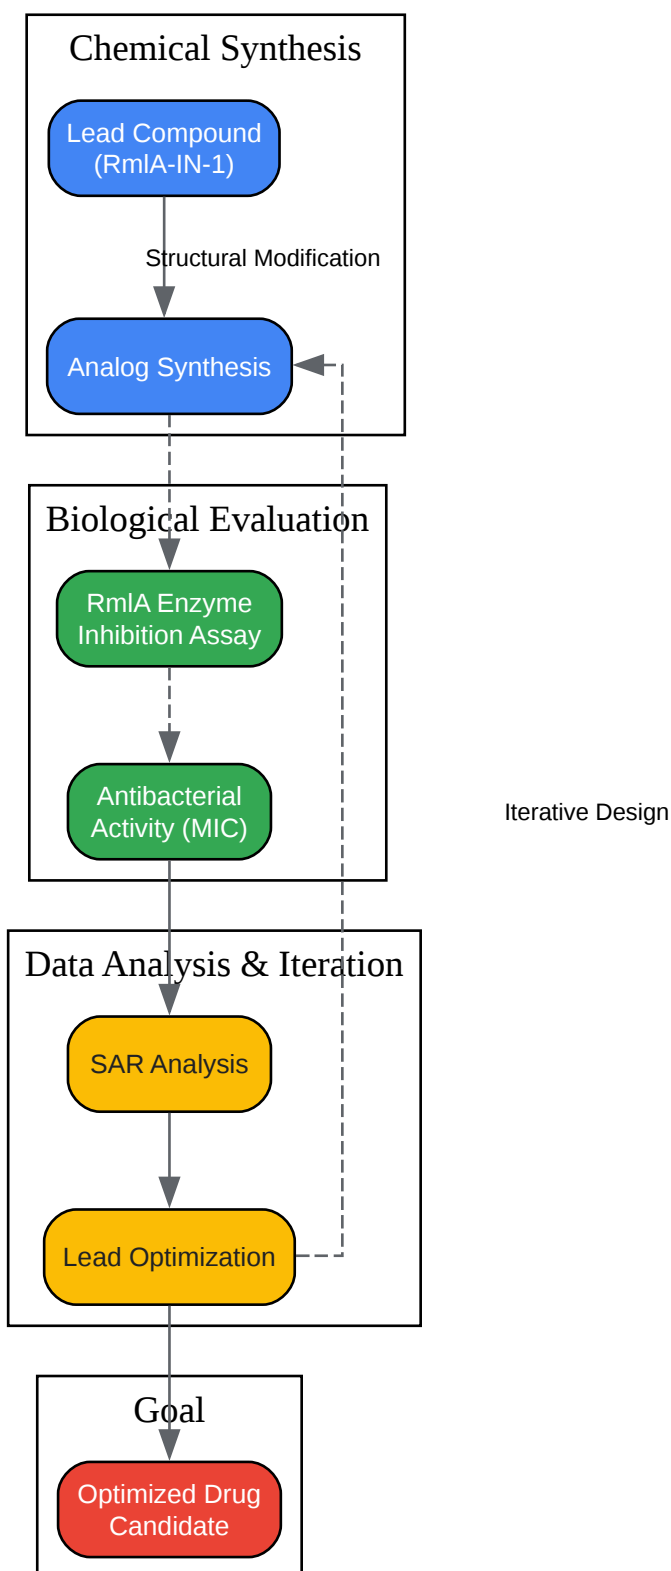 Chemical Synthesis
Lead Compound
(RmlA-IN-1)
Structural Modification
Analog Synthesis
Biological Evaluation
RmlA Enzyme
Inhibition Assay
Antibacterial
Activity (MIC)
Iterative Design
Data Analysis & Iteration
SAR Analysis
Lead Optimization
Goal
Optimized Drug
Candidate